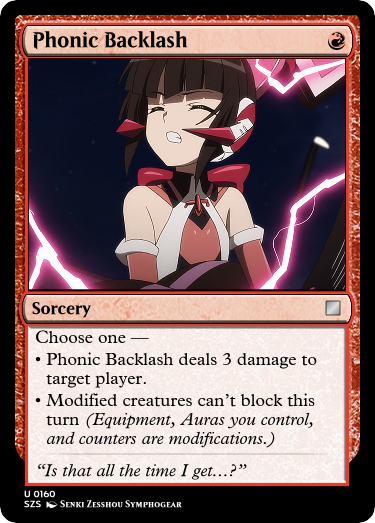 Phonic Backlash
Sorcery
Choose one —
• Phonic Backlash deals 3 damage to
target player.
• Modified creatures can't block this
turn (Equipment, Auras you control,
and counters are modifications.)
“Is that all the time I get…?”
U 0160
SZS Senki Zesshou Symphogear